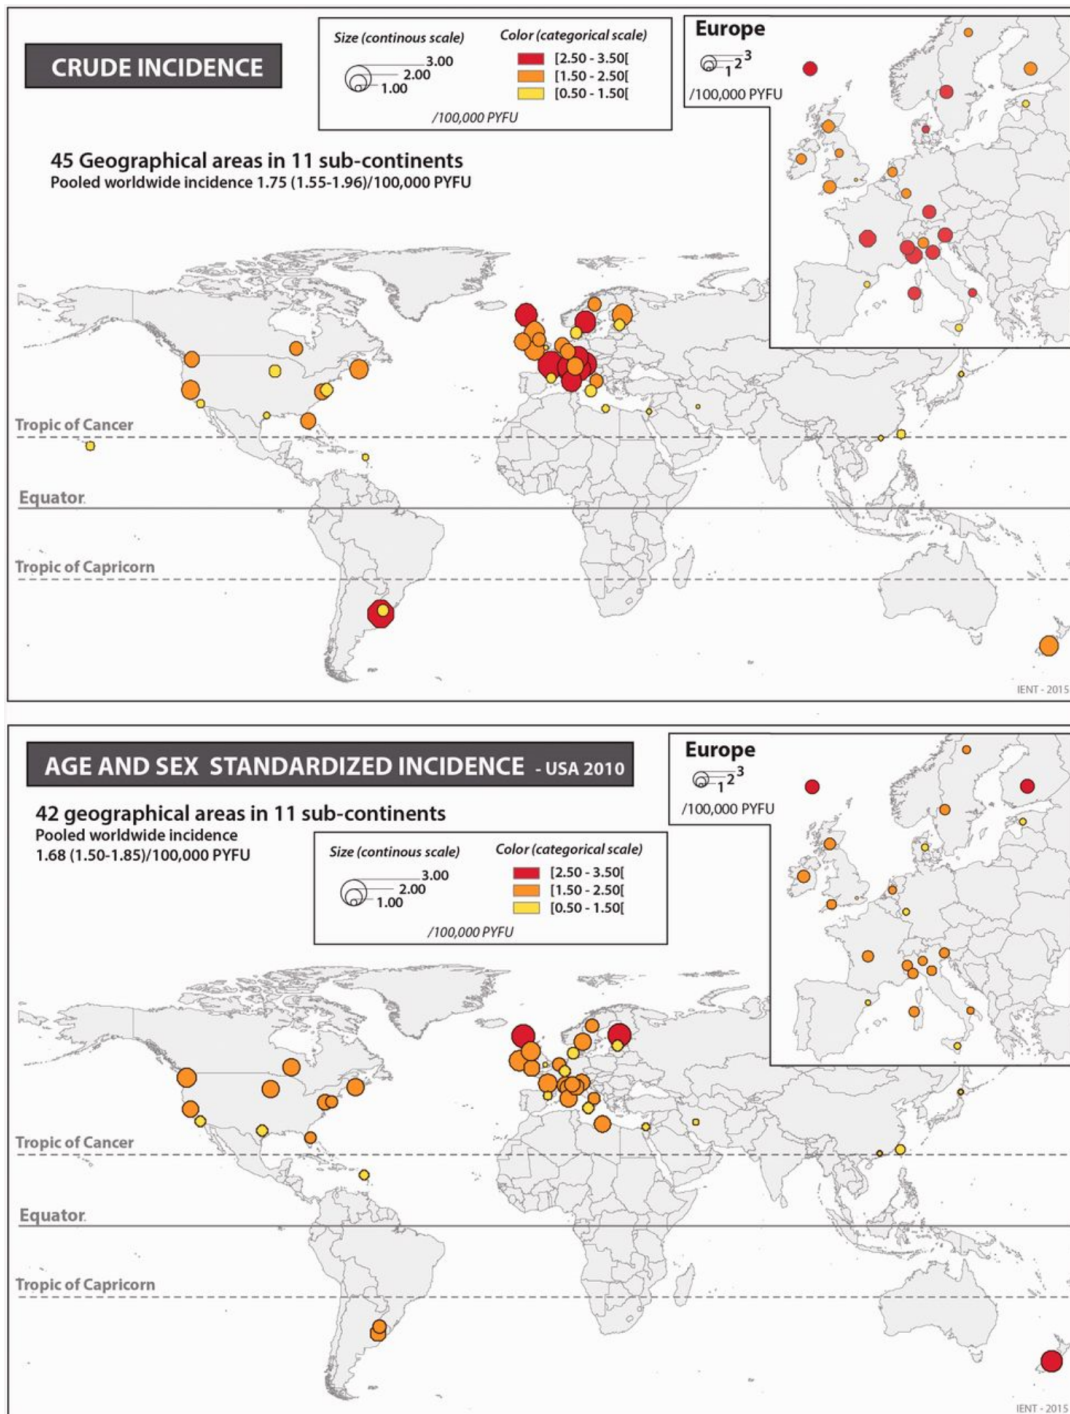 CRUDE INCIDENCE
Size (continous scale)
3.00
2.00
1.00
Color (categorical scale)
[2.50 - 3.50[
[1.50 - 2.50[
[0.50 - 1.50[
/100,000 PYFU
Europe
1 2 3
/100,000 PYFU
45 Geographical areas in 11 sub-continents
Pooled worldwide incidence 1.75 (1.55-1.96)/100,000 PYFU
Tropic of Cancer
Equator
Tropic of Capricorn
IENT - 2015
AGE AND SEX STANDARDIZED INCIDENCE - USA 2010
42 geographical areas in 11 sub-continents
Pooled worldwide incidence
1.68 (1.50-1.85)/100,000 PYFU
Size (continous scale)
3.00
2.00
1.00
Color (categorical scale)
[2.50 - 3.50[
[1.50 - 2.50[
[0.50 - 1.50[
/100,000 PYFU
Europe
1 2 3
/100,000 PYFU
Tropic of Cancer
Equator
Tropic of Capricorn
IENT - 2015